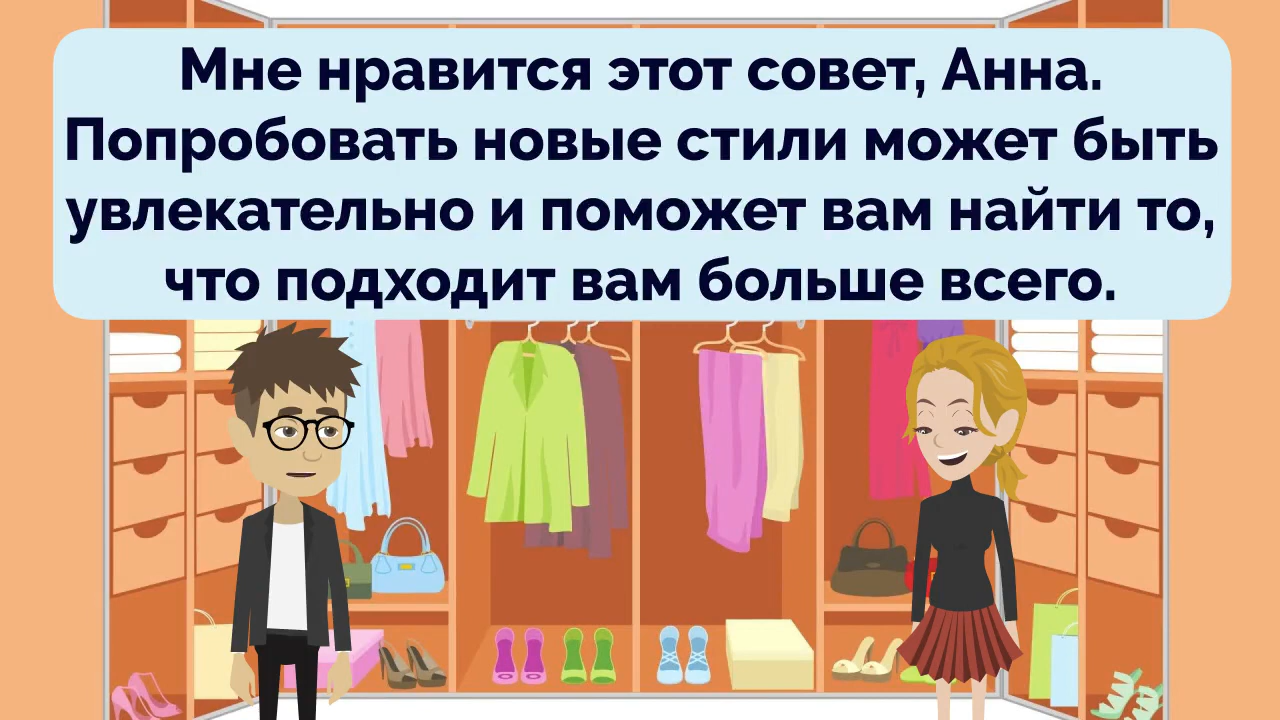 Мне нравится этот совет, Анна.
Попробовать новые стили может быть
увлекательно и поможет вам найти то,
что подходит вам больше всего.